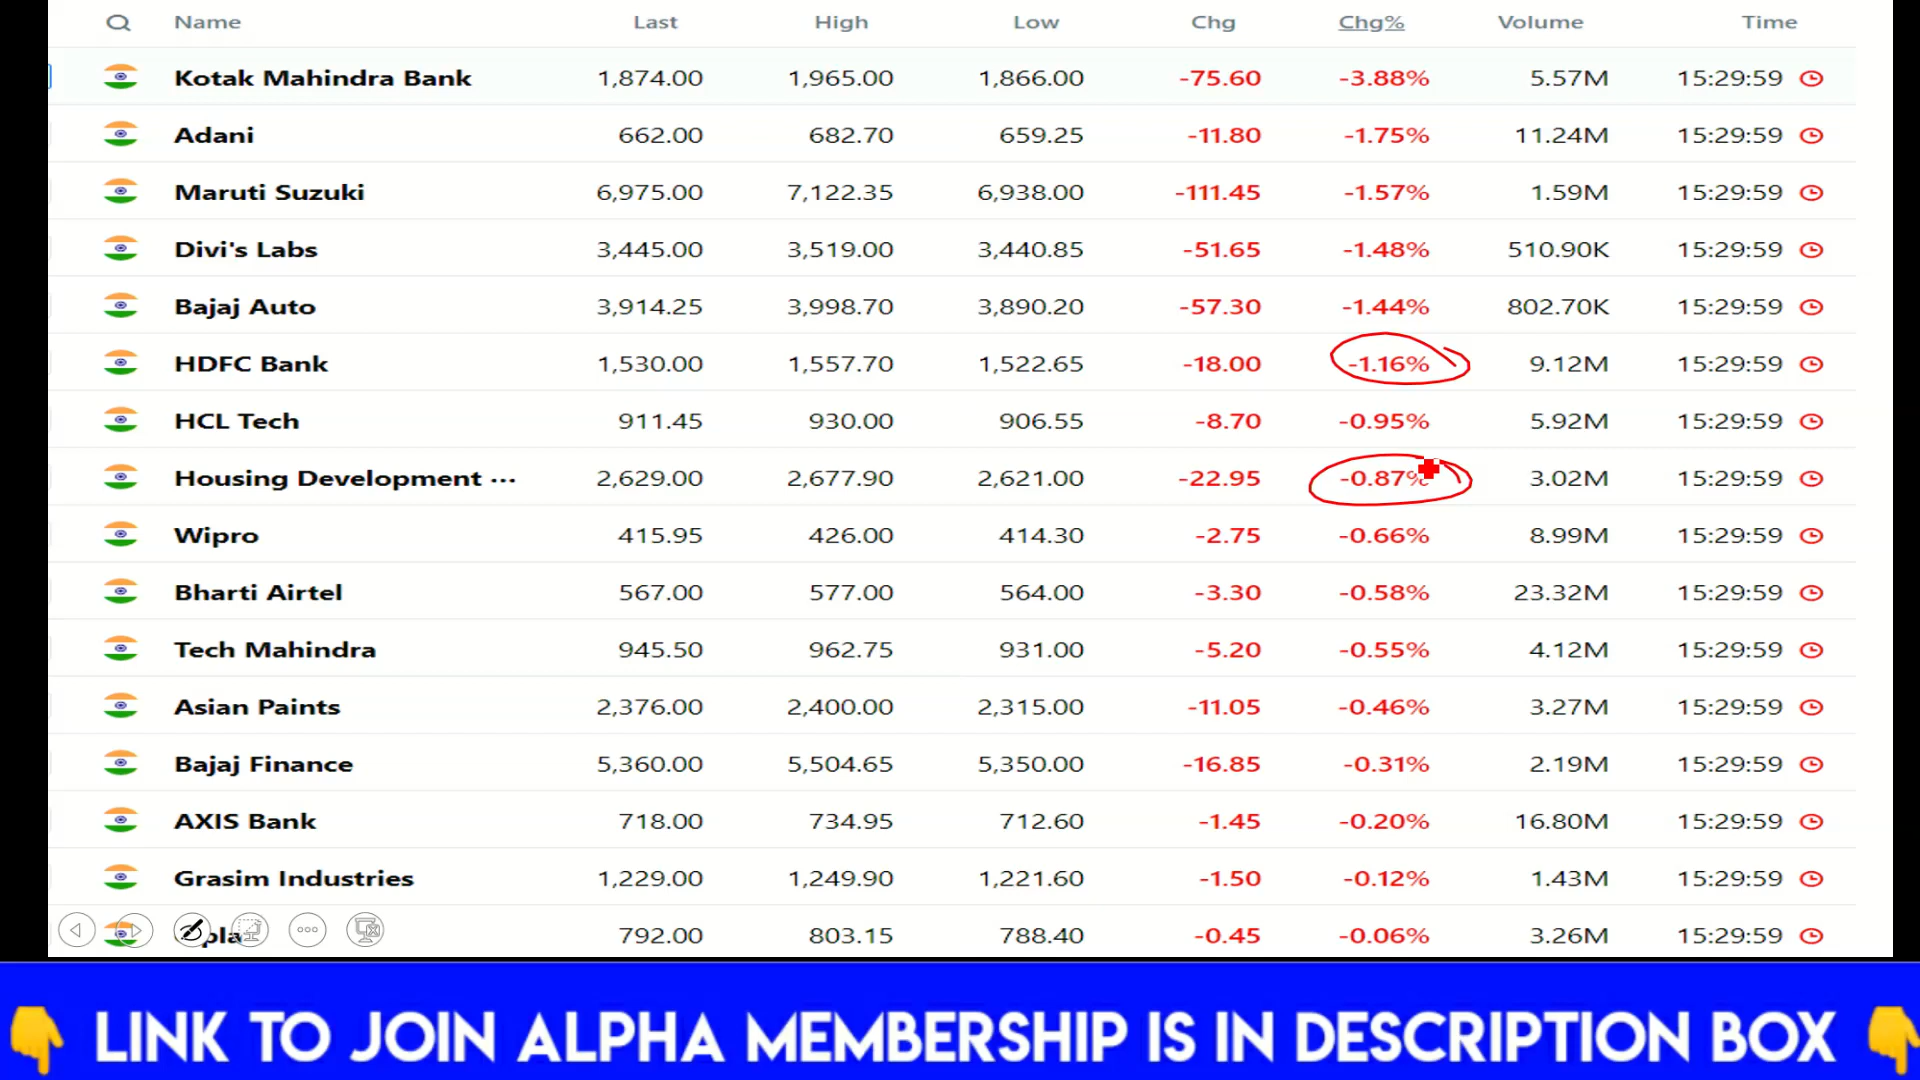 Name Last High Low Chg Chg% Volume Time
Kotak Mahindra Bank 1,874.00 1,965.00 1,866.00 -75.60 -3.88% 5.57M 15:29:59
Adani 662.00 682.70 659.25 -11.80 -1.75% 11.24M 15:29:59
Maruti Suzuki 6,975.00 7,122.35 6,938.00 -111.45 -1.57% 1.59M 15:29:59
Divi's Labs 3,445.00 3,519.00 3,440.85 -51.65 -1.48% 510.90K 15:29:59
Bajaj Auto 3,914.25 3,998.70 3,890.20 -57.30 -1.44% 802.70K 15:29:59
HDFC Bank 1,530.00 1,557.70 1,522.65 -18.00 -1.16% 9.12M 15:29:59
HCL Tech 911.45 930.00 906.55 -8.70 -0.95% 5.92M 15:29:59
Housing Development ... 2,629.00 2,677.90 2,621.00 -22.95 -0.87% 3.02M 15:29:59
Wipro 415.95 426.00 414.30 -2.75 -0.66% 8.99M 15:29:59
Bharti Airtel 567.00 577.00 564.00 -3.30 -0.58% 23.32M 15:29:59
Tech Mahindra 945.50 962.75 931.00 -5.20 -0.55% 4.12M 15:29:59
Asian Paints 2,376.00 2,400.00 2,315.00 -11.05 -0.46% 3.27M 15:29:59
Bajaj Finance 5,360.00 5,504.65 5,350.00 -16.85 -0.31% 2.19M 15:29:59
AXIS Bank 718.00 734.95 712.60 -1.45 -0.20% 16.80M 15:29:59
Grasim Industries 1,229.00 1,249.90 1,221.60 -1.50 -0.12% 1.43M 15:29:59
792.00 803.15 788.40 -0.45 -0.06% 3.26M 15:29:59
LINK TO JOIN ALPHA MEMBERSHIP IS IN DESCRIPTION BOX